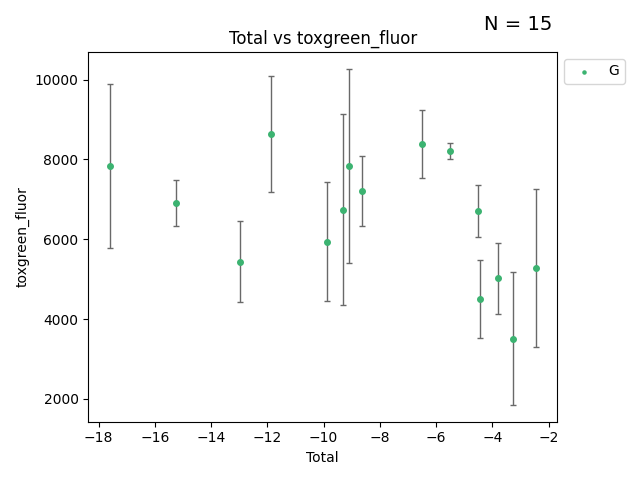 N = 15
Total vs toxgreen_fluor
G
toxgreen_fluor
10000
8000
6000
4000
2000
−18 −16 −14 −12 −10 −8 −6 −4 −2
Total